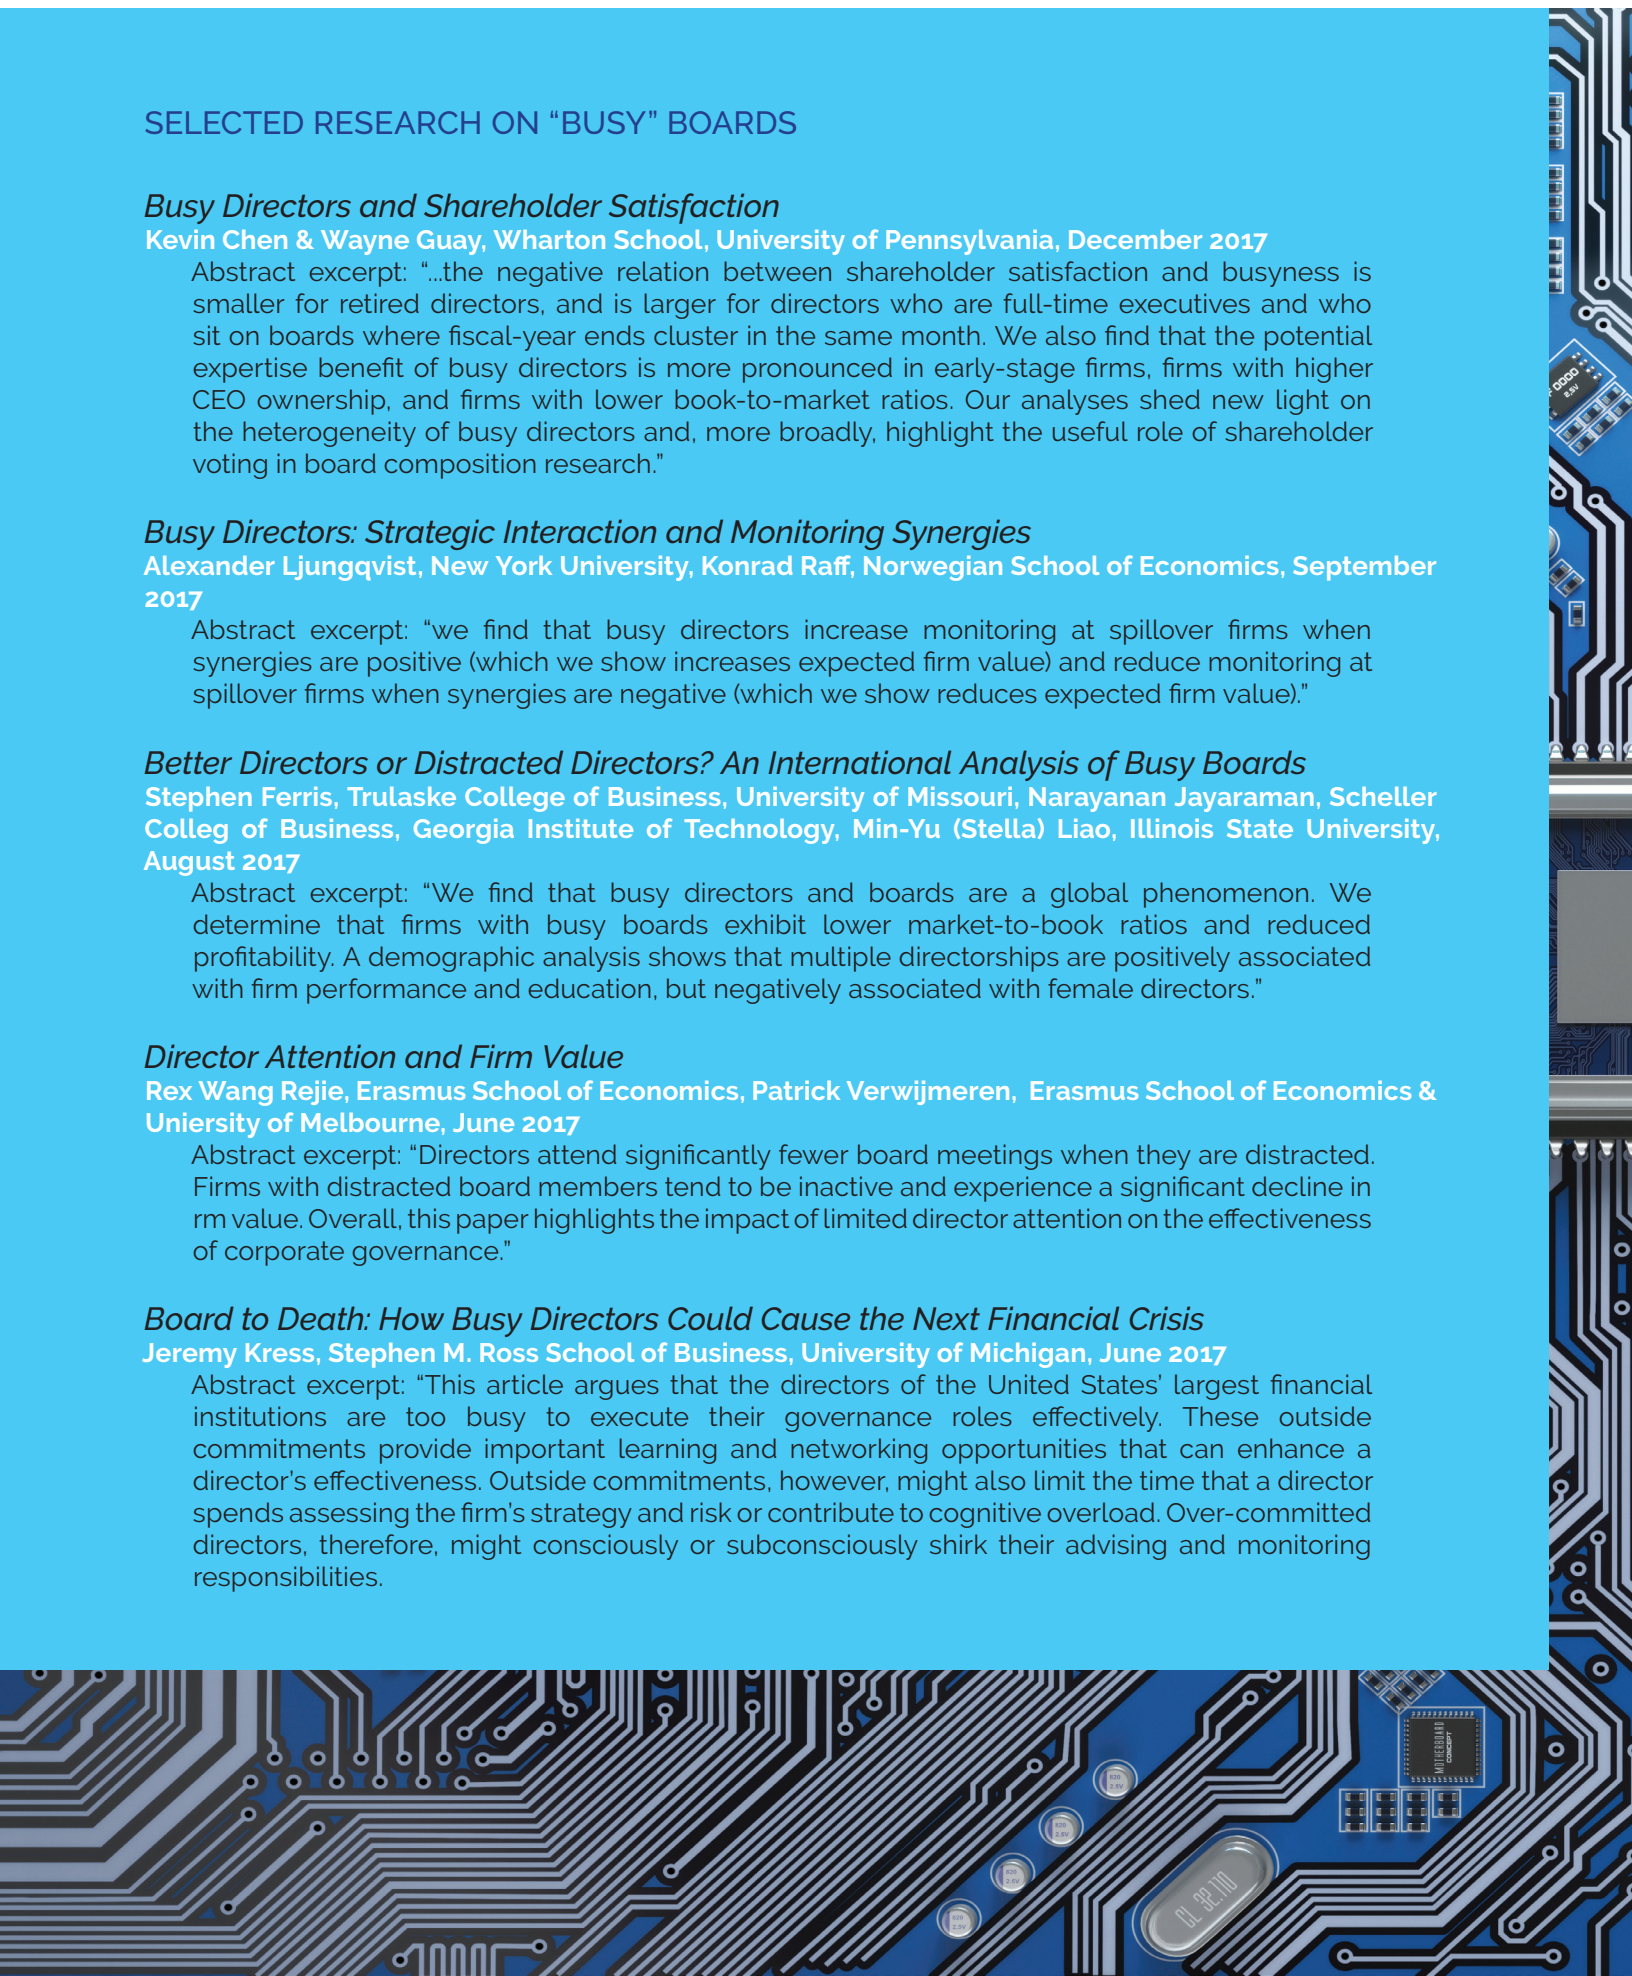 SELECTED RESEARCH ON “BUSY” BOARDS
Busy Directors and Shareholder Satisfaction
Kevin Chen & Wayne Guay, Wharton School, University of Pennsylvania, December 2017
Abstract excerpt: “...the negative relation between shareholder satisfaction and busyness is
smaller for retired directors, and is larger for directors who are full-time executives and who
sit on boards where fiscal-year ends cluster in the same month. We also find that the potential
expertise benefit of busy directors is more pronounced in early-stage firms, firms with higher
CEO ownership, and firms with lower book-to-market ratios. Our analyses shed new light on
the heterogeneity of busy directors and, more broadly, highlight the useful role of shareholder
voting in board composition research.”
Busy Directors: Strategic Interaction and Monitoring Synergies
Alexander Ljungqvist, New York University, Konrad Raff, Norwegian School of Economics, September
2017
Abstract excerpt: “we find that busy directors increase monitoring at spillover firms when
synergies are positive (which we show increases expected firm value) and reduce monitoring at
spillover firms when synergies are negative (which we show reduces expected firm value).”
Better Directors or Distracted Directors? An International Analysis of Busy Boards
Stephen Ferris, Trulaske College of Business, University of Missouri, Narayanan Jayaraman, Scheller
Colleg of Business, Georgia Institute of Technology, Min-Yu (Stella) Liao, Illinois State University,
August 2017
Abstract excerpt: “We find that busy directors and boards are a global phenomenon. We
determine that firms with busy boards exhibit lower market-to-book ratios and reduced
profitability. A demographic analysis shows that multiple directorships are positively associated
with firm performance and education, but negatively associated with female directors.”
Director Attention and Firm Value
Rex Wang Rejie, Erasmus School of Economics, Patrick Verwijmeren, Erasmus School of Economics &
Uniersity of Melbourne, June 2017
Abstract excerpt: “Directors attend significantly fewer board meetings when they are distracted.
Firms with distracted board members tend to be inactive and experience a significant decline in
rm value. Overall, this paper highlights the impact of limited director attention on the effectiveness
of corporate governance.”
Board to Death: How Busy Directors Could Cause the Next Financial Crisis
Jeremy Kress, Stephen M. Ross School of Business, University of Michigan, June 2017
Abstract excerpt: “This article argues that the directors of the United States’ largest financial
institutions are too busy to execute their governance roles effectively. These outside
commitments provide important learning and networking opportunities that can enhance a
director’s effectiveness. Outside commitments, however, might also limit the time that a director
spends assessing the firm’s strategy and risk or contribute to cognitive overload. Over-committed
directors, therefore, might consciously or subconsciously shirk their advising and monitoring
responsibilities.
0000
2,5V
MOTHERBOARD
CONCEPT
820
2.5V
820
2.5V
820
2.5V
820
2.5V
CL 32.110